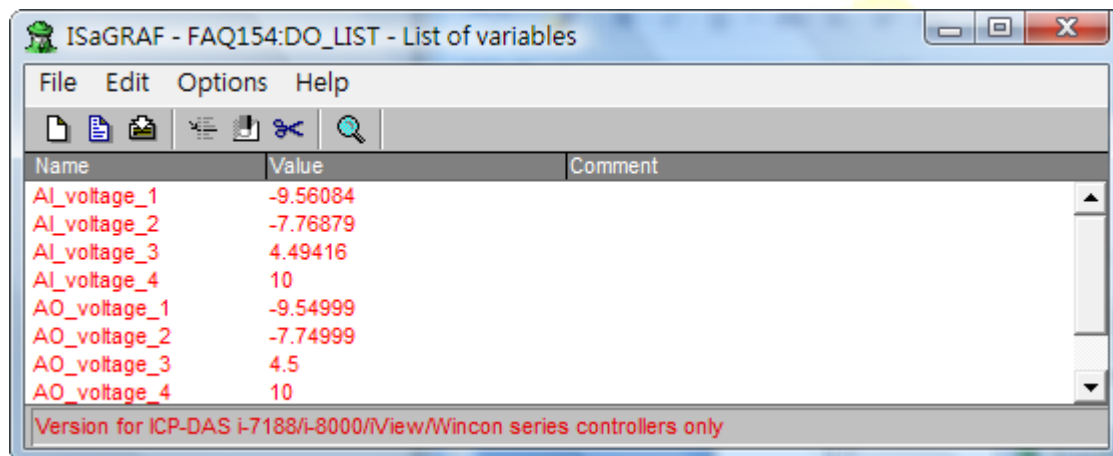 ISaGRAF - FAQ154:DO_LIST - List of variables
File Edit Options Help
Name Value Comment
AI_voltage_1 -9.56084
AI_voltage_2 -7.76879
AI_voltage_3 4.49416
AI_voltage_4 10
AO_voltage_1 -9.54999
AO_voltage_2 -7.74999
AO_voltage_3 4.5
AO_voltage_4 10
Version for ICP-DAS i-7188/i-8000/iView/Wincon series controllers only